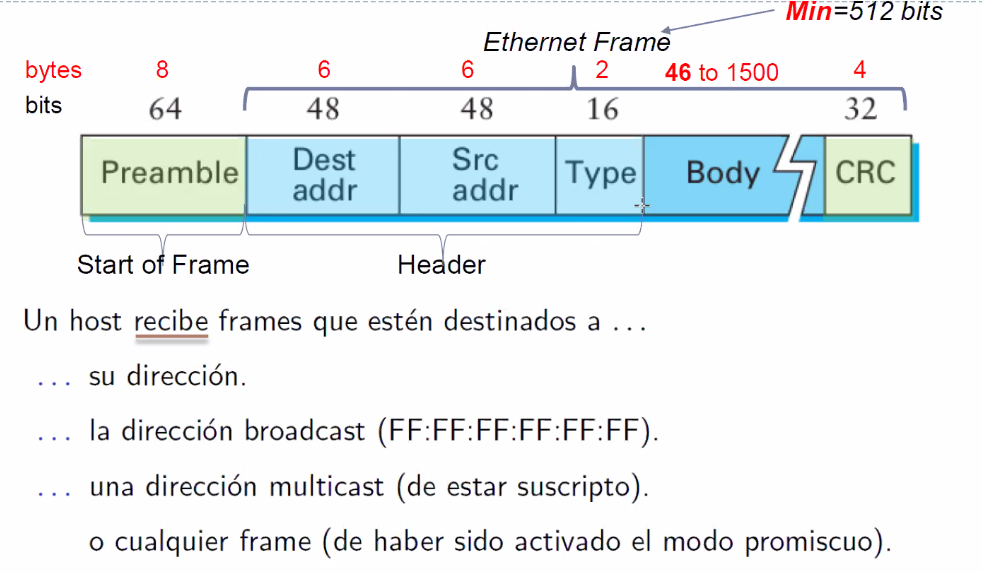 Min=512 bits
Ethernet Frame
bytes 8 6 6 2 46 to 1500 4
bits 64 48 48 16 32
Preamble Dest addr Src addr Type Body CRC
Start of Frame Header
Un host recibe frames que estén destinados a ...
... su dirección.
... la dirección broadcast (FF:FF:FF:FF:FF:FF).
... una dirección multicast (de estar suscripto).
o cualquier frame (de haber sido activado el modo promiscuo).